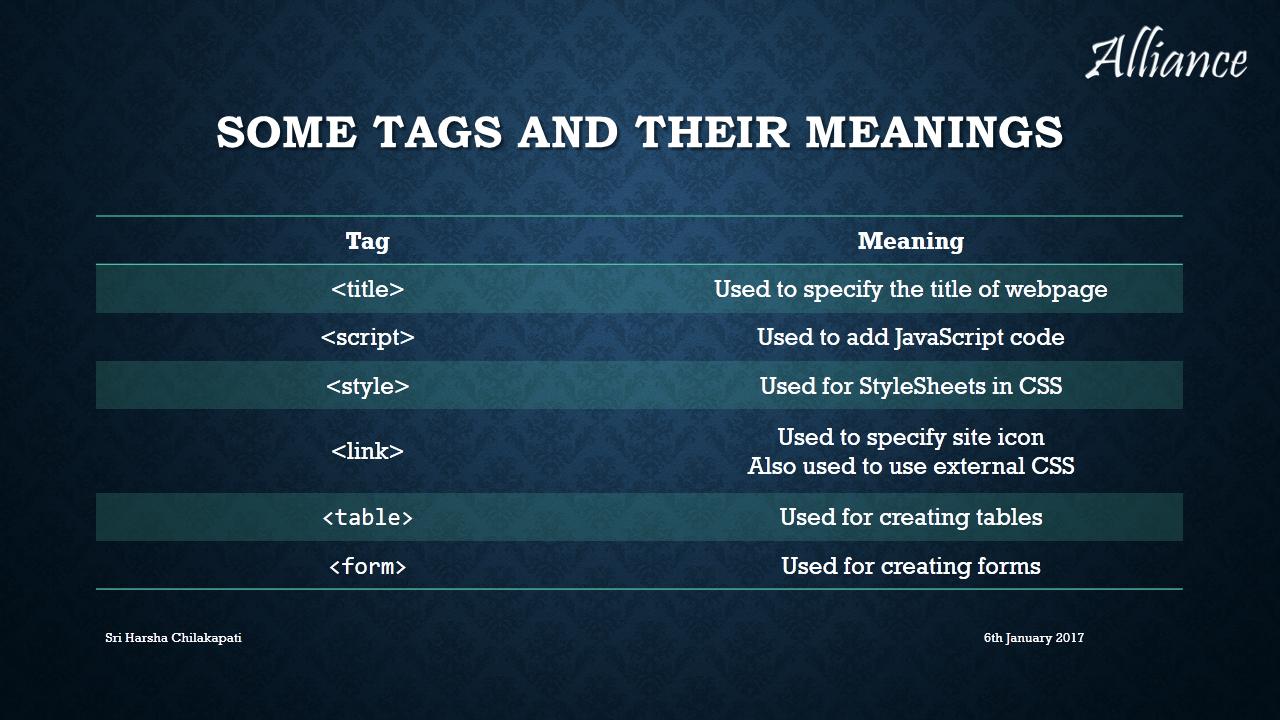 Alliance
SOME TAGS AND THEIR MEANINGS
Tag Meaning
<title> Used to specify the title of webpage
<script> Used to add JavaScript code
<style> Used for StyleSheets in CSS
<link> Used to specify site icon
Also used to use external CSS
<table> Used for creating tables
<form> Used for creating forms
Sri Harsha Chilakapati 6th January 2017